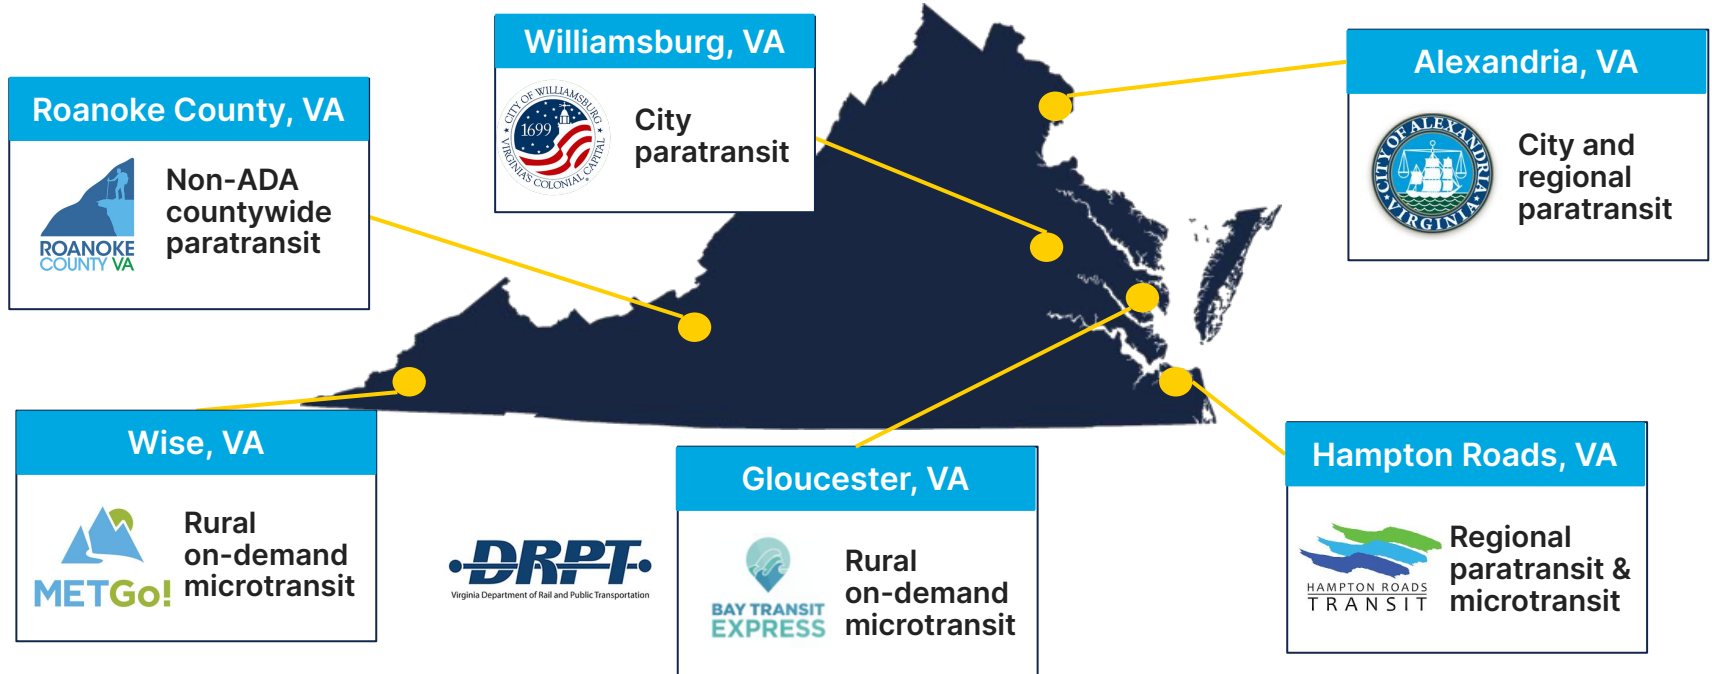 Williamsburg, VA
CITY OF WILLIAMSBURG
1699
VIRGINIA'S COLONIAL CAPITAL
City
paratransit
Alexandria, VA
CITY OF ALEXANDRIA
VIRGINIA
City and
regional
paratransit
Roanoke County, VA
ROANOKE
COUNTY VA
Non-ADA
countywide
paratransit
Wise, VA
METGo!
Rural
on-demand
microtransit
DRPT
Virginia Department of Rail and Public Transportation
Gloucester, VA
BAY TRANSIT
EXPRESS
Rural
on-demand
microtransit
Hampton Roads, VA
HAMPTON ROADS
TRANSIT
Regional
paratransit &
microtransit